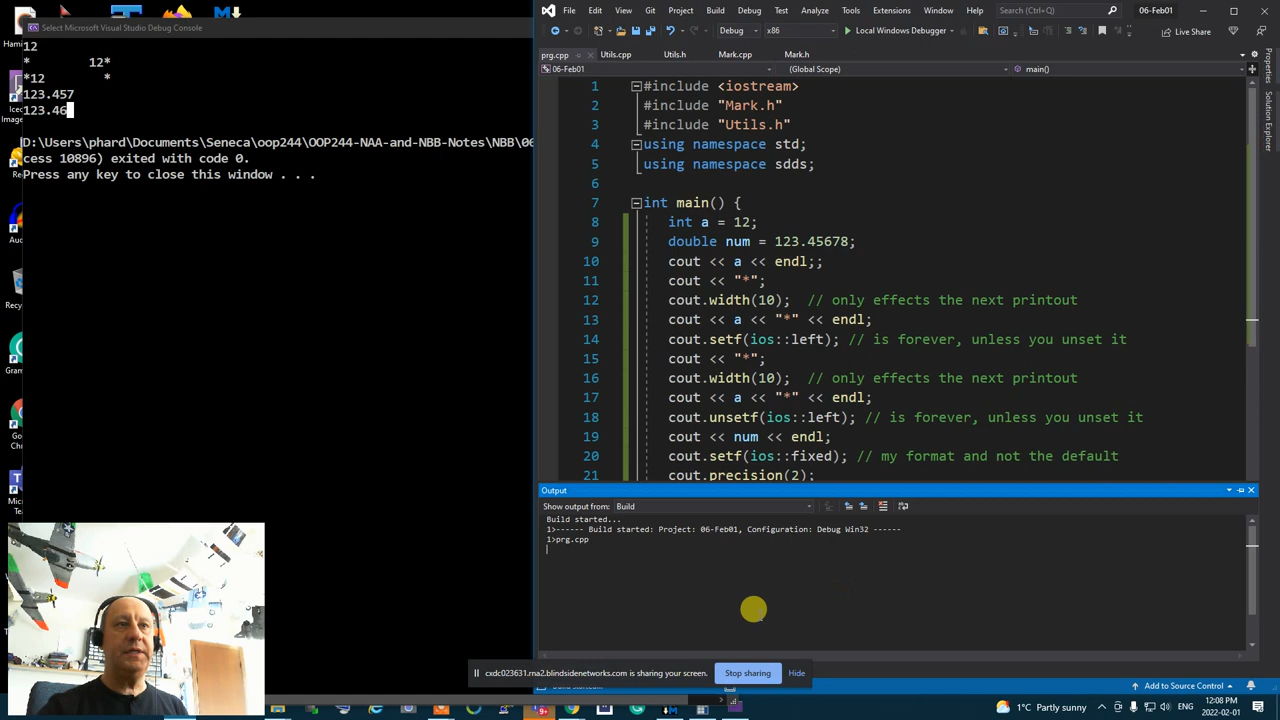 Select Microsoft Visual Studio Debug Console
12
*         12*
*12         *
123.457
123.46
D:\Users\phard\Documents\Seneca\oop244\OOP244-NAA-and-NBB-Notes\NBB\06
cess 10896) exited with code 0.
Press any key to close this window . . .
File Edit View Git Project Build Debug Test Analyze Tools
Extensions Window Help Search 06-Feb01
Debug x86 Local Windows Debugger Live Share
prg.cpp Utils.cpp Utils.h Mark.cpp Mark.h
06-Feb01 (Global Scope) main()
Solution Explorer
1 #include <iostream>
2 #include "Mark.h"
3 #include "Utils.h"
4 using namespace std;
5 using namespace sdds;
6
7 int main() {
8 int a = 12;
9 double num = 123.45678;
10 cout << a << endl;;
11 cout << "*";
12 cout.width(10);  // only effects the next printout
13 cout << a << "*" << endl;
14 cout.setf(ios::left); // is forever, unless you unset it
15 cout << "*";
16 cout.width(10);  // only effects the next printout
17 cout << a << "*" << endl;
18 cout.unsetf(ios::left); // is forever, unless you unset it
19 cout << num << endl;
20 cout.setf(ios::fixed); // my format and not the default
21 cout.precision(2);
Output
Show output from: Build
Build started...
1>------ Build started: Project: 06-Feb01, Configuration: Debug Win32 ------
1>prg.cpp
cxdc023631.rna2.blindsidenetworks.com is sharing your screen. Stop sharing Hide
Add to Source Control
1°C Partly sunny
12:08 PM
2022-02-01